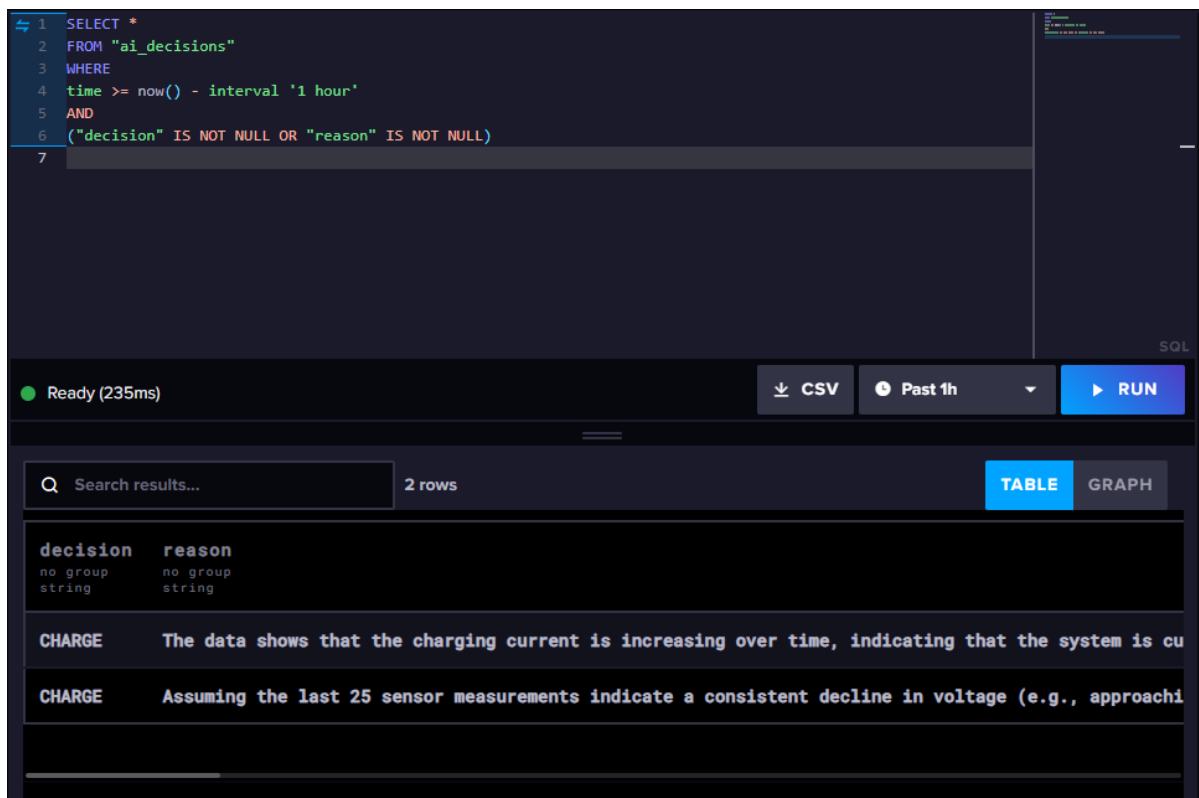 1 SELECT *
2 FROM "ai_decisions"
3 WHERE
4 time >= now() - interval '1 hour'
5 AND
6 ("decision" IS NOT NULL OR "reason" IS NOT NULL)
7
SQL
Ready (235ms)
CSV
Past 1h
RUN
Search results...
2 rows
TABLE
GRAPH
decision reason
no group no group
string string
CHARGE The data shows that the charging current is increasing over time, indicating that the system is cu
CHARGE Assuming the last 25 sensor measurements indicate a consistent decline in voltage (e.g., approachi